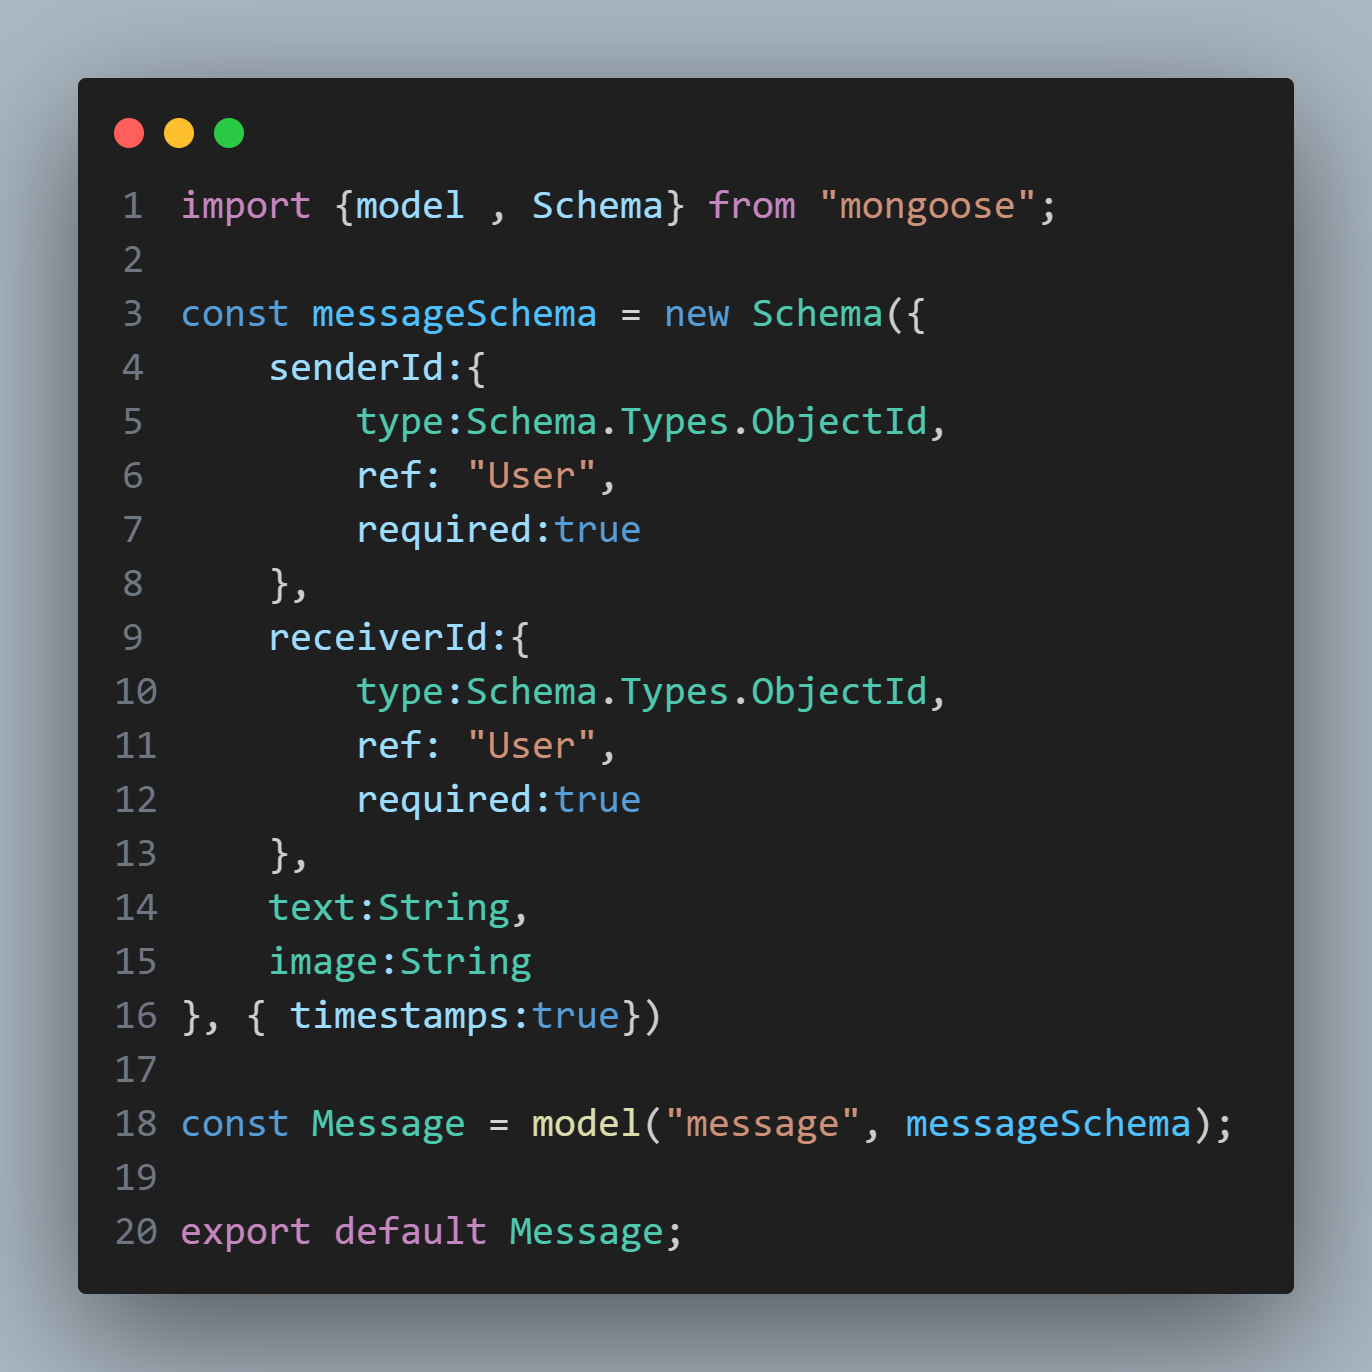 1 import {model , Schema} from "mongoose";
2
3 const messageSchema = new Schema({
4     senderId:{
5         type:Schema.Types.ObjectId,
6         ref: "User",
7         required:true
8     },
9     receiverId:{
10         type:Schema.Types.ObjectId,
11         ref: "User",
12         required:true
13     },
14     text:String,
15     image:String
16 }, { timestamps:true})
17
18 const Message = model("message", messageSchema);
19
20 export default Message;